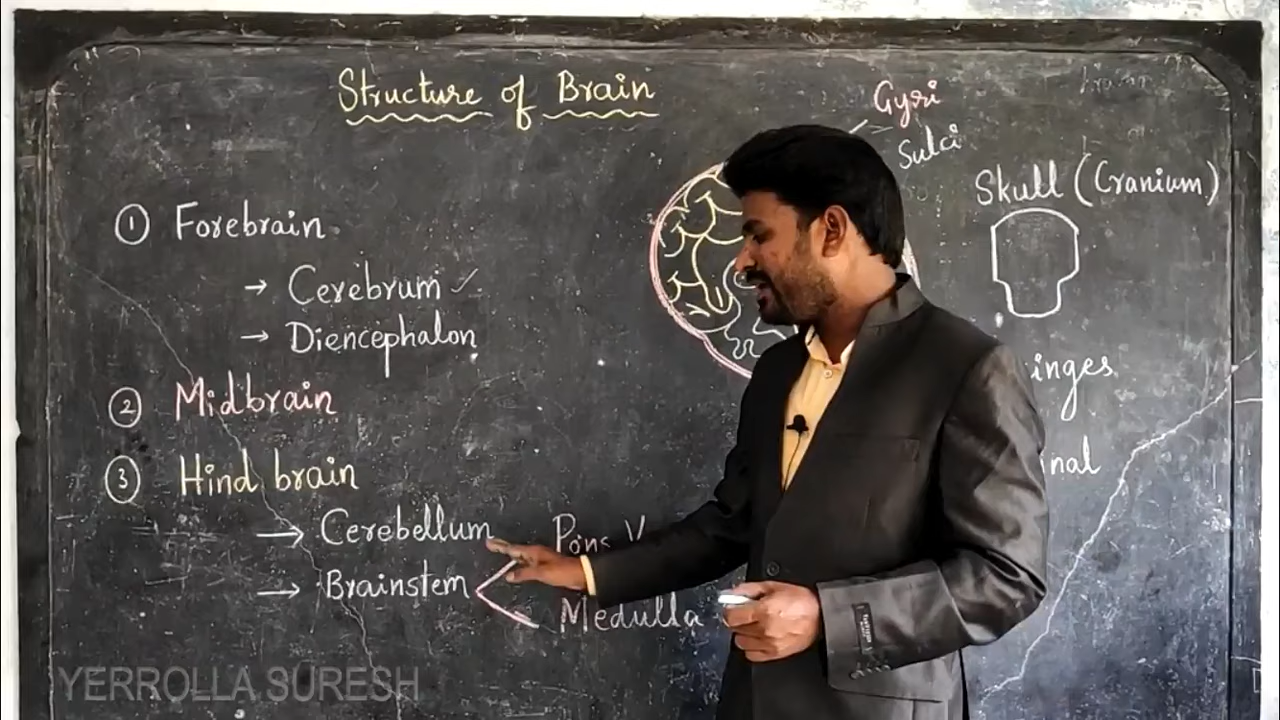 Structure of Brain
① Forebrain
→ Cerebrum ✓
→ Diencephalon
② Midbrain
③ Hind brain
→ Cerebellum
→ Brainstem
Pons V
Medulla
Gyri
Sulci
Skull (Cranium)
inges
inal
YERROLLA SURESH